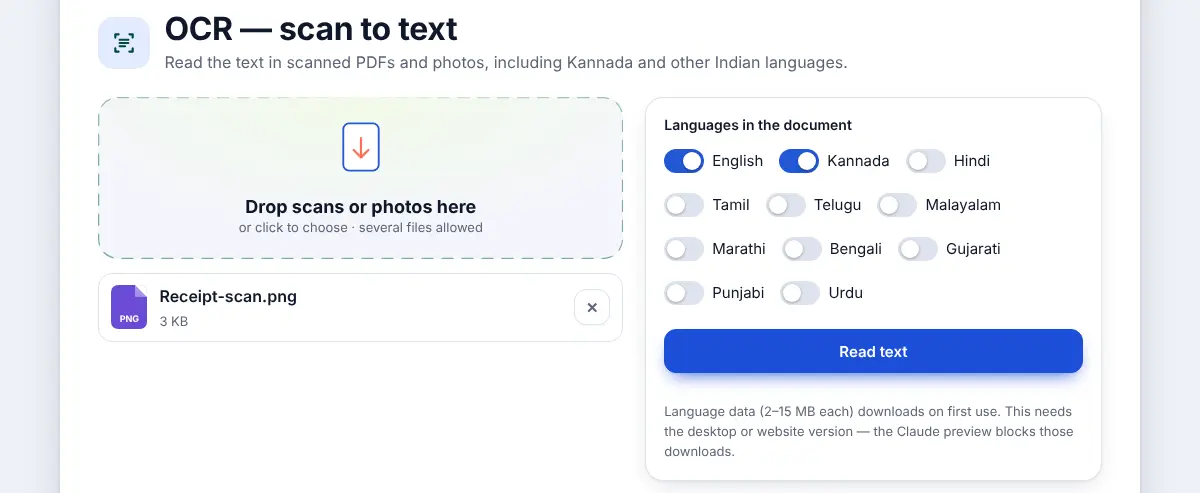 OCR — scan to text
Read the text in scanned PDFs and photos, including Kannada and other Indian languages.
Drop scans or photos here
or click to choose · several files allowed
PNG
Receipt-scan.png
3 KB
✕
Languages in the document
English Kannada Hindi
Tamil Telugu Malayalam
Marathi Bengali Gujarati
Punjabi Urdu
Read text
Language data (2–15 MB each) downloads on first use. This needs
the desktop or website version — the Claude preview blocks those
downloads.